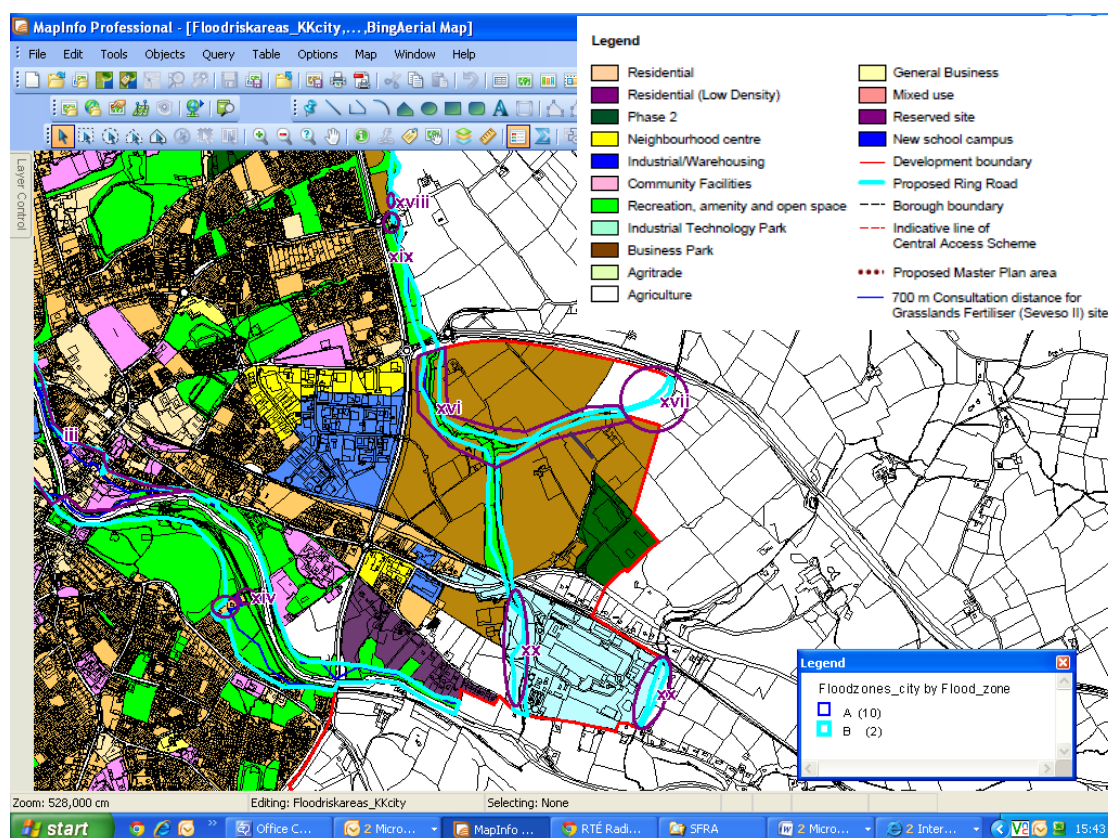 MapInfo Professional - [Floodriskareas_KKcity,...,BingAerial Map]
File Edit Tools Objects Query Table Options Map Window Help
Layer Control
Legend
Residential
Residential (Low Density)
Phase 2
Neighbourhood centre
Industrial/Warehousing
Community Facilities
Recreation, amenity and open space
Industrial Technology Park
Business Park
Agritrade
Agriculture
General Business
Mixed use
Reserved site
New school campus
Development boundary
Proposed Ring Road
Borough boundary
Indicative line of
Central Access Scheme
Proposed Master Plan area
700 m Consultation distance for
Grasslands Fertiliser (Seveso II) site
xviii
xix
xvi
xvii
iii
xiv
xx
xx
Legend
Floodzones_city by Flood_zone
A (10)
B (2)
Zoom: 528,000 cm Editing: Floodriskareas_KKcity Selecting: None
start Office C... 2 Micro... MapInfo ... RTÉ Radi... SFRA 2 Micro... 2 Inter... 15:43